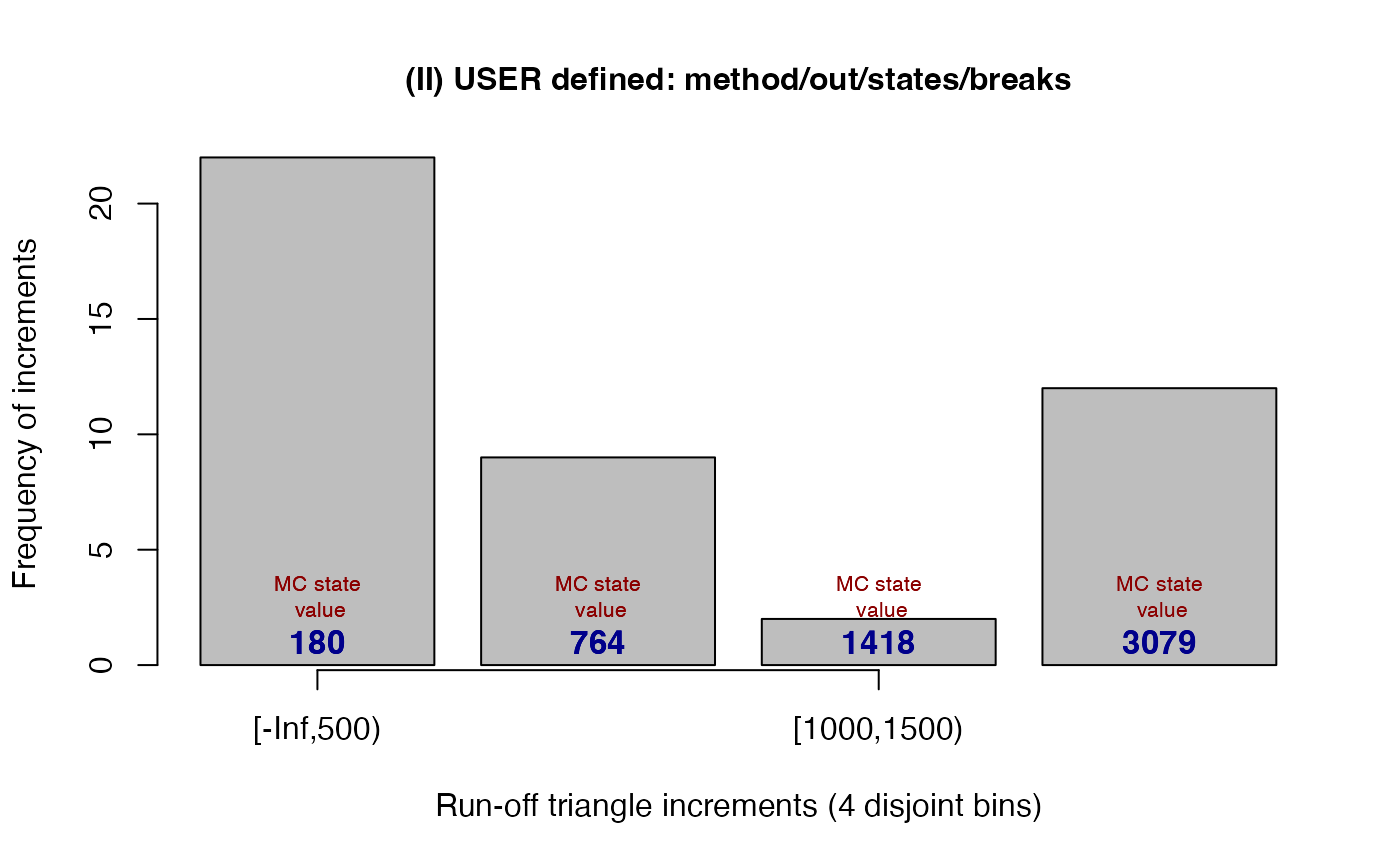 (II) USER defined: method/out/states/breaks
Frequency of increments
20
15
10
5
0
MC state
value
180
MC state
value
764
MC state
value
1418
MC state
value
3079
[-Inf,500)
[1000,1500)
Run-off triangle increments (4 disjoint bins)